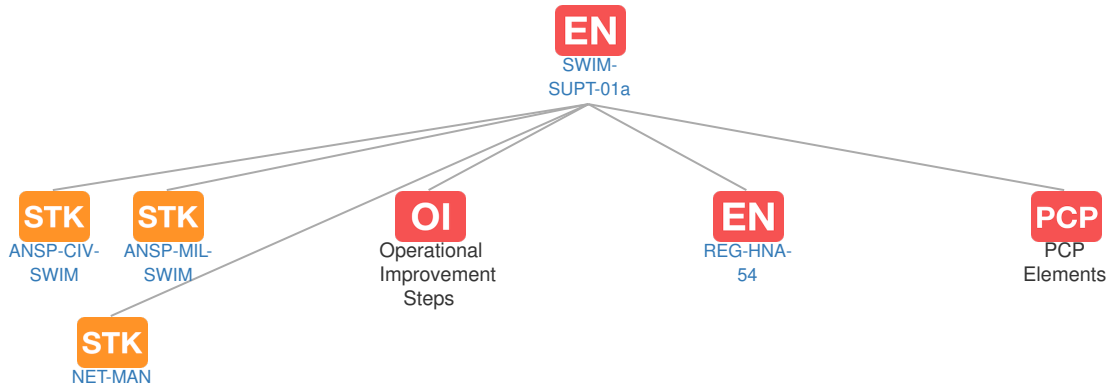 EN
SWIM-
SUPT-01a
STK
ANSP-CIV-
SWIM
STK
ANSP-MIL-
SWIM
OI
Operational
Improvement
Steps
EN
REG-HNA-
54
PCP
PCP
Elements
STK
NET-MAN